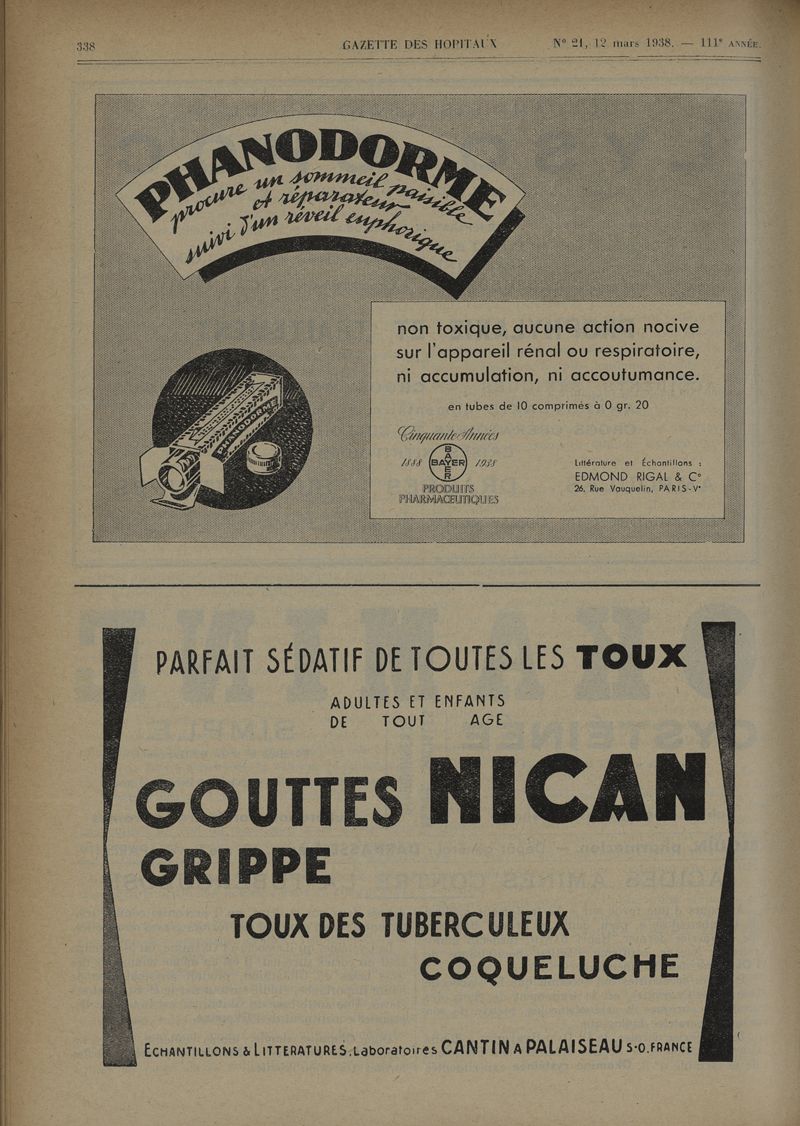 338
GAZETTE DES HOPITAUX
N° 21, 12 mars 1938. — 111e ANNÉE.
PHANODORME
procure un sommeil paisible
et réparateur
suivi d'un réveil euphorique
non toxique, aucune action nocive
sur l'appareil rénal ou respiratoire,
ni accumulation, ni accoutumance.
en tubes de 10 comprimés à 0 gr. 20
PHANODORME
Cinquante Années
1888 BAYER 1938
BAYER
PRODUITS
PHARMACEUTIQUES
Littérature et Échantillons :
EDMOND RIGAL & Co
26, Rue Vauquelin, PARIS-Ve
PARFAIT SÉDATIF DE TOUTES LES TOUX
ADULTES ET ENFANTS
DE TOUT AGE
GOUTTES NICAN
GRIPPE
TOUX DES TUBERCULEUX
COQUELUCHE
ECHANTILLONS & LITTERATURES. Laboratoires CANTIN A PALAISEAU S.-O. FRANCE